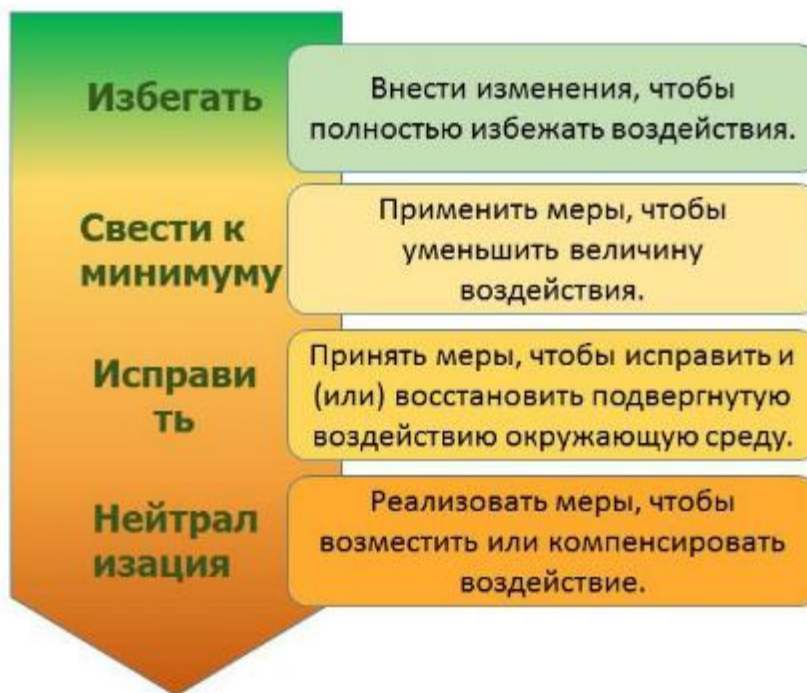 Избегать
Внести изменения, чтобы
полностью избежать воздействия.
Свести к
минимуму
Применить меры, чтобы
уменьшить величину
воздействия.
Исправи
ть
Принять меры, чтобы исправить и
(или) восстановить подвергнутую
воздействию окружающую среду.
Нейтрал
изация
Реализовать меры, чтобы
возместить или компенсировать
воздействие.